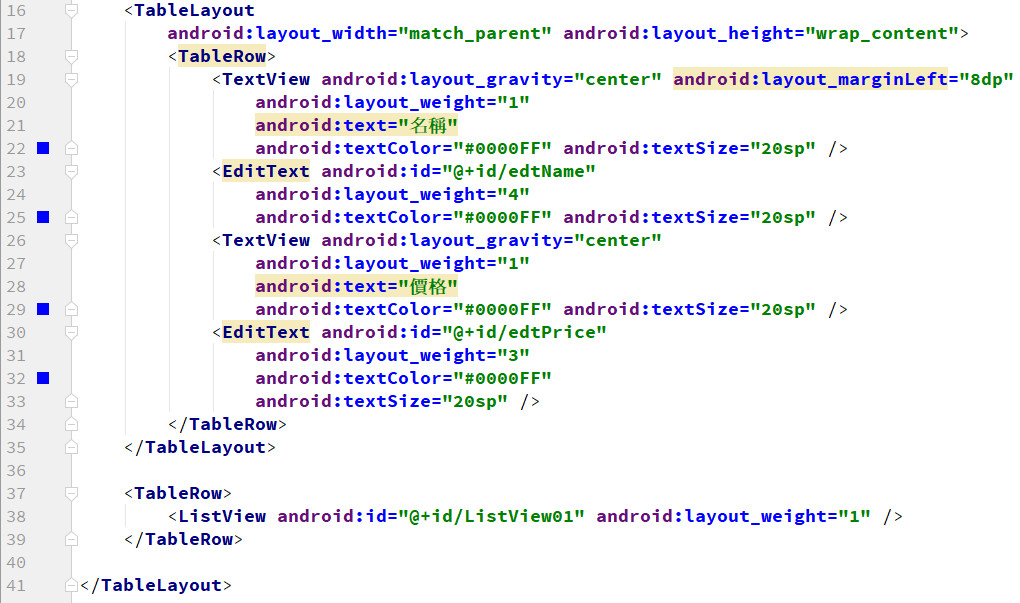 16 <TableLayout
17 android:layout_width="match_parent" android:layout_height="wrap_content">
18 <TableRow>
19 <TextView android:layout_gravity="center" android:layout_marginLeft="8dp"
20 android:layout_weight="1"
21 android:text="名稱"
22 android:textColor="#0000FF" android:textSize="20sp" />
23 <EditText android:id="@+id/edtName"
24 android:layout_weight="4"
25 android:textColor="#0000FF" android:textSize="20sp" />
26 <TextView android:layout_gravity="center"
27 android:layout_weight="1"
28 android:text="價格"
29 android:textColor="#0000FF" android:textSize="20sp" />
30 <EditText android:id="@+id/edtPrice"
31 android:layout_weight="3"
32 android:textColor="#0000FF"
33 android:textSize="20sp" />
34 </TableRow>
35 </TableLayout>
36
37 <TableRow>
38 <ListView android:id="@+id/ListView01" android:layout_weight="1" />
39 </TableRow>
40
41 </TableLayout>